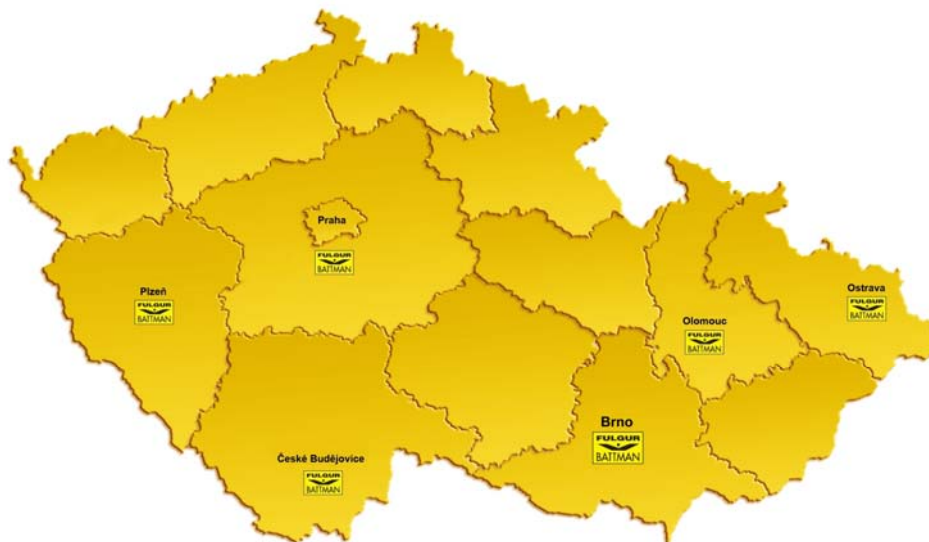 Praha
FULGUR
BATTMAN
Plzeň
FULGUR
BATTMAN
Ostrava
FULGUR
BATTMAN
Olomouc
FULGUR
BATTMAN
Brno
FULGUR
BATTMAN
České Budějovice
FULGUR
BATTMAN